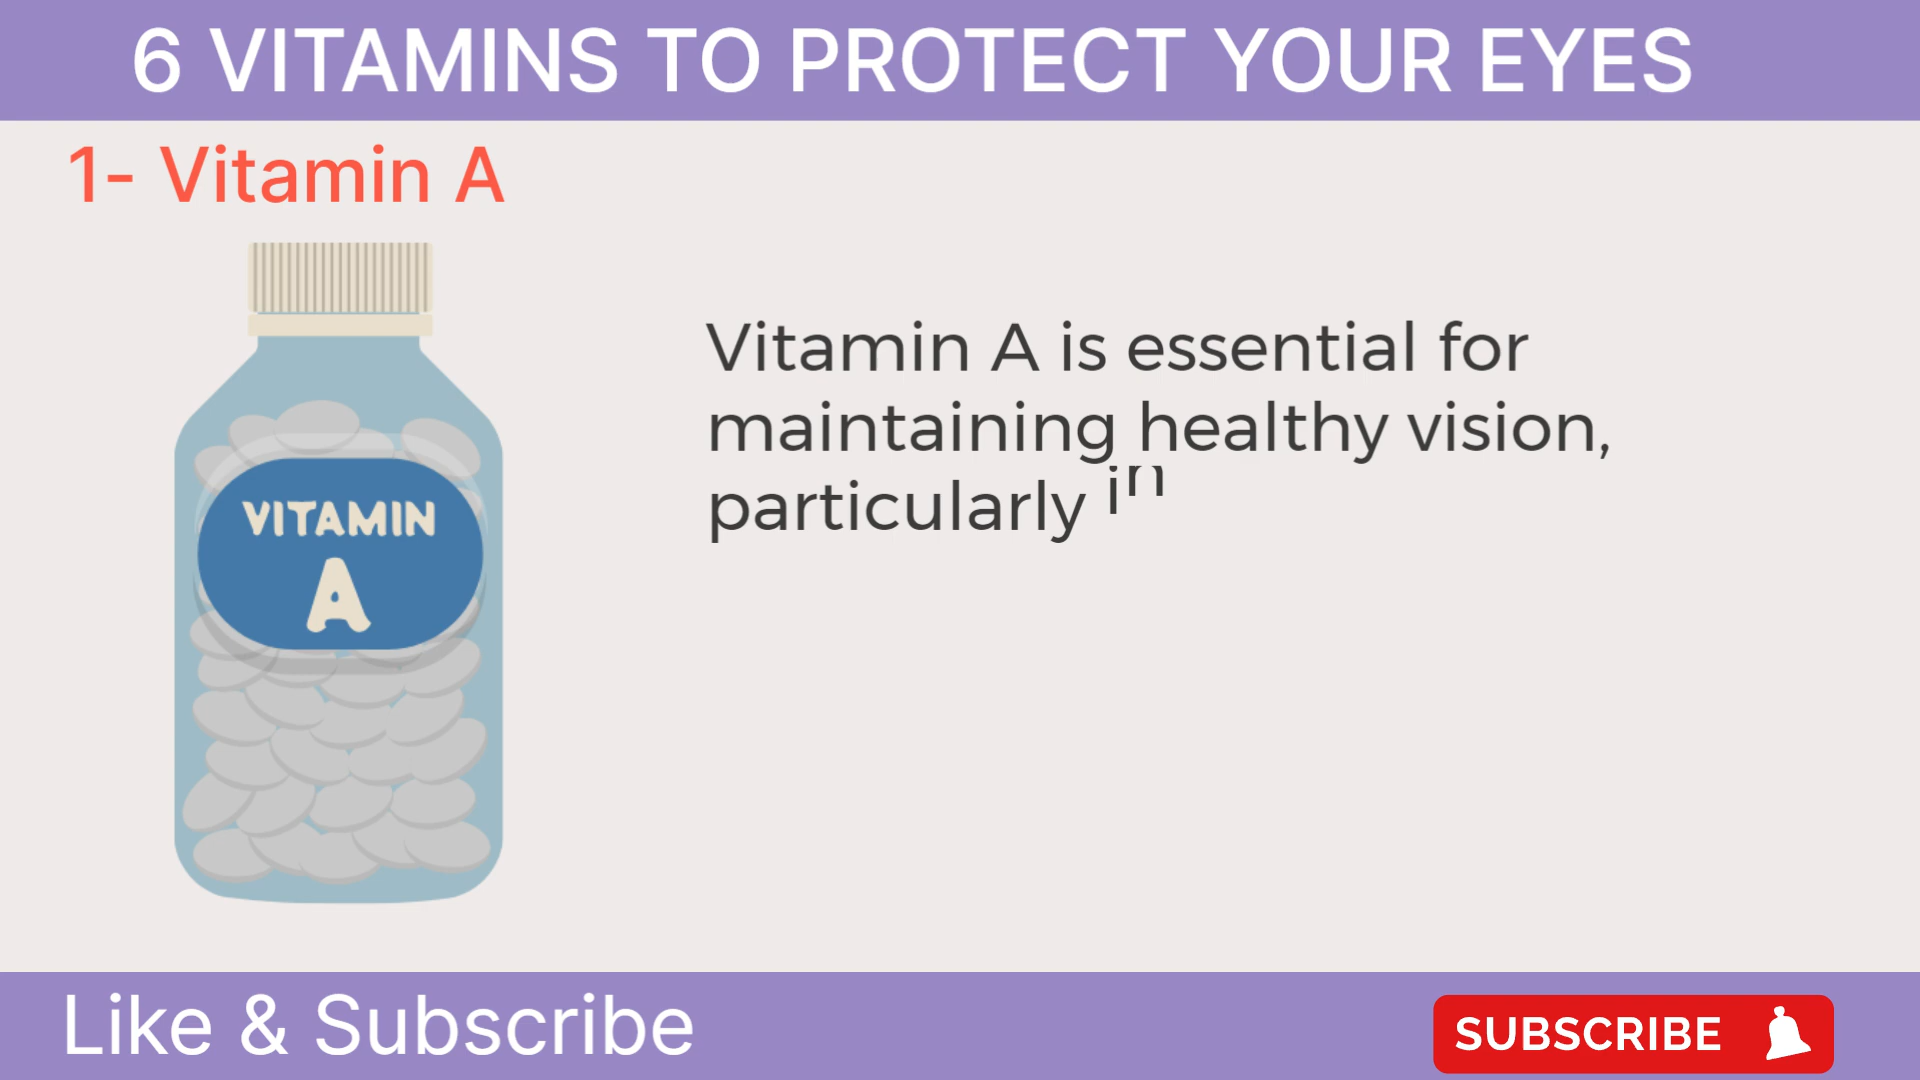 6 VITAMINS TO PROTECT YOUR EYES
1- Vitamin A
VITAMIN
A
Vitamin A is essential for
maintaining healthy vision,
particularly in
Like & Subscribe
SUBSCRIBE